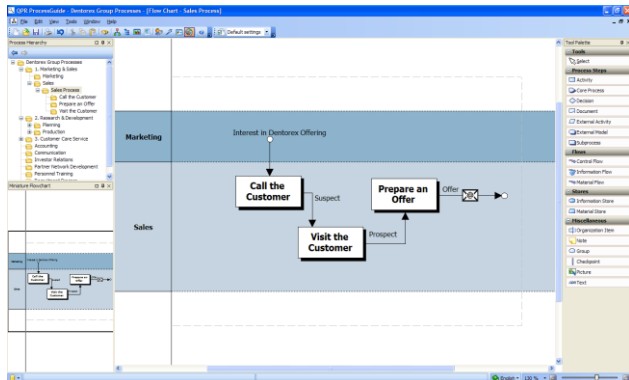 QPR ProcessGuide - Dentorex Group Processes - [Flow Chart - Sales Process]
File Edit View Tools Window Help
Default settings
Process Hierarchy
Dentorex Group Processes
1. Marketing & Sales
Marketing
Sales
Sales Process
Call the Customer
Prepare an Offer
Visit the Customer
2. Research & Development
Planning
Production
3. Customer Care Service
Accounting
Communication
Investor Relations
Partner Network Development
Personnel Training
Miniature Flowchart
Marketing
Interest in Dentorex Offering
Call the
Customer
Suspect
Prepare an
Offer
Offer
Sales
Visit the
Customer
Prospect
Tool Palette
Tools
Select
Process Steps
Activity
Core Process
Decision
Document
External Activity
External Model
Subprocess
Flows
Control Flow
Information Flow
Material Flow
Stores
Information Store
Material Store
Miscellaneous
Organization Item
Note
Group
Checkpoint
Picture
Text
English
130 %